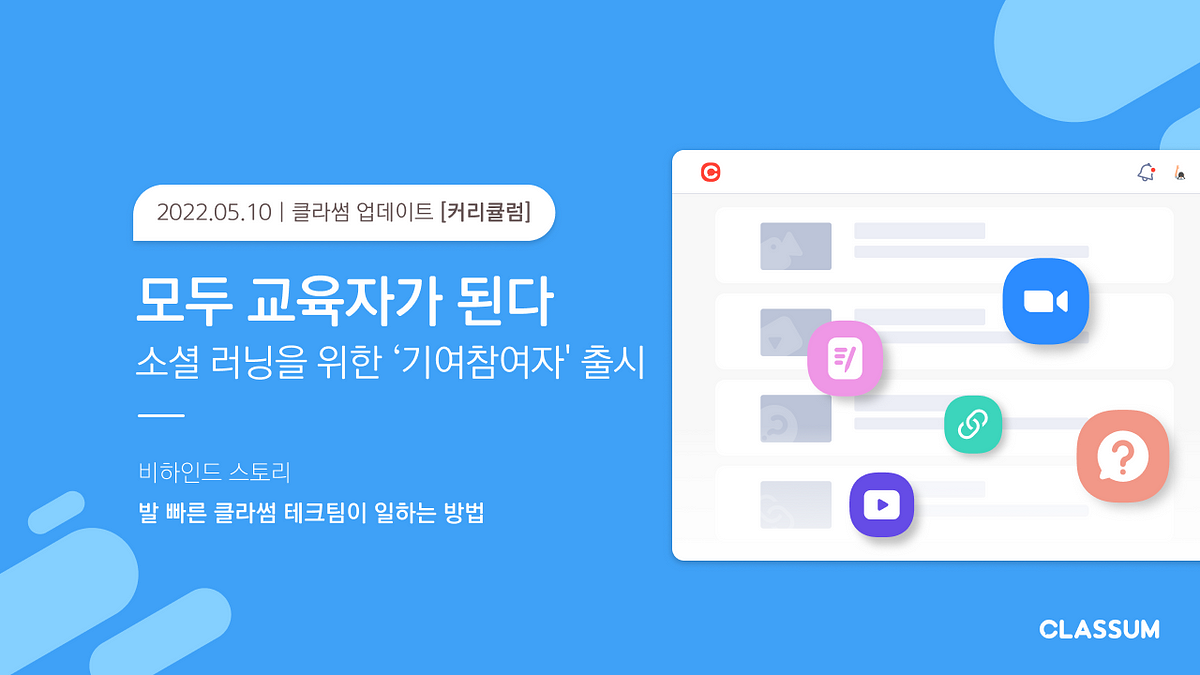 2022.05.10 | 클라썸 업데이트 [커리큘럼]
모두 교육자가 된다
소셜 러닝을 위한 ‘기여참여자' 출시
비하인드 스토리
발 빠른 클라썸 테크팀이 일하는 방법
CLASSUM